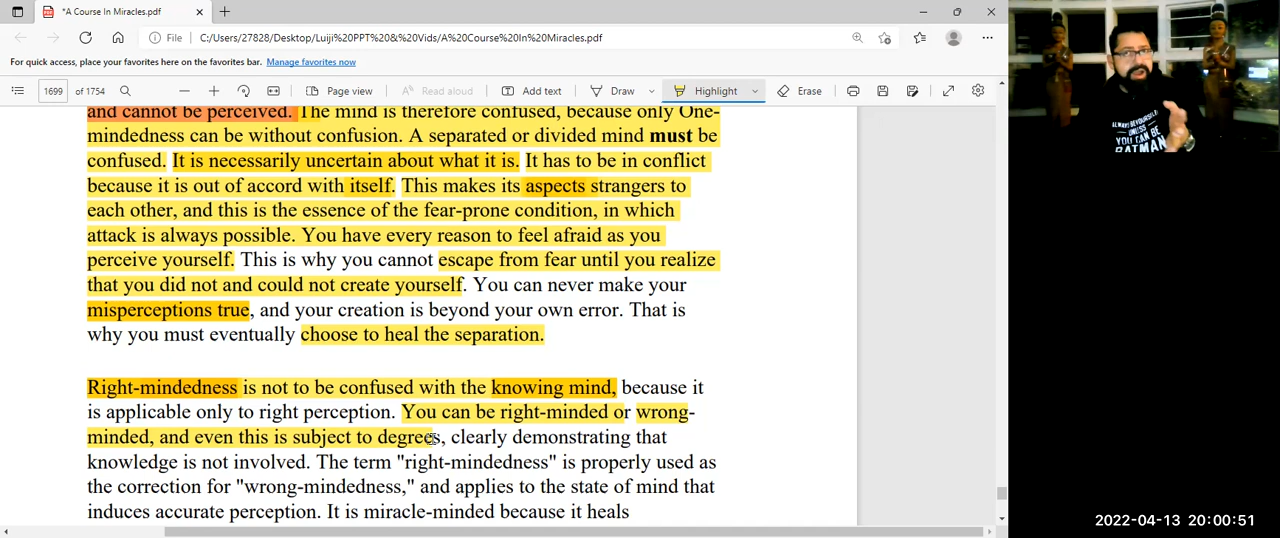 *A Course In Miracles.pdf
File C:/Users/27828/Desktop/Luiji%20PPT%20&%20Vids/A%20Course%20In%20Miracles.pdf
For quick access, place your favorites here on the favorites bar. Manage favorites now
1699 of 1754 Page view Read aloud Add text Draw Highlight Erase
and cannot be perceived. The mind is therefore confused, because only One-
mindedness can be without confusion. A separated or divided mind must be
confused. It is necessarily uncertain about what it is. It has to be in conflict
because it is out of accord with itself. This makes its aspects strangers to
each other, and this is the essence of the fear-prone condition, in which
attack is always possible. You have every reason to feel afraid as you
perceive yourself. This is why you cannot escape from fear until you realize
that you did not and could not create yourself. You can never make your
misperceptions true, and your creation is beyond your own error. That is
why you must eventually choose to heal the separation.
Right-mindedness is not to be confused with the knowing mind, because it
is applicable only to right perception. You can be right-minded or wrong-
minded, and even this is subject to degrees, clearly demonstrating that
knowledge is not involved. The term "right-mindedness" is properly used as
the correction for "wrong-mindedness," and applies to the state of mind that
induces accurate perception. It is miracle-minded because it heals
ALWAYS BE YOURSELF
UNLESS
YOU CAN BE
BATMAN
2022-04-13 20:00:51